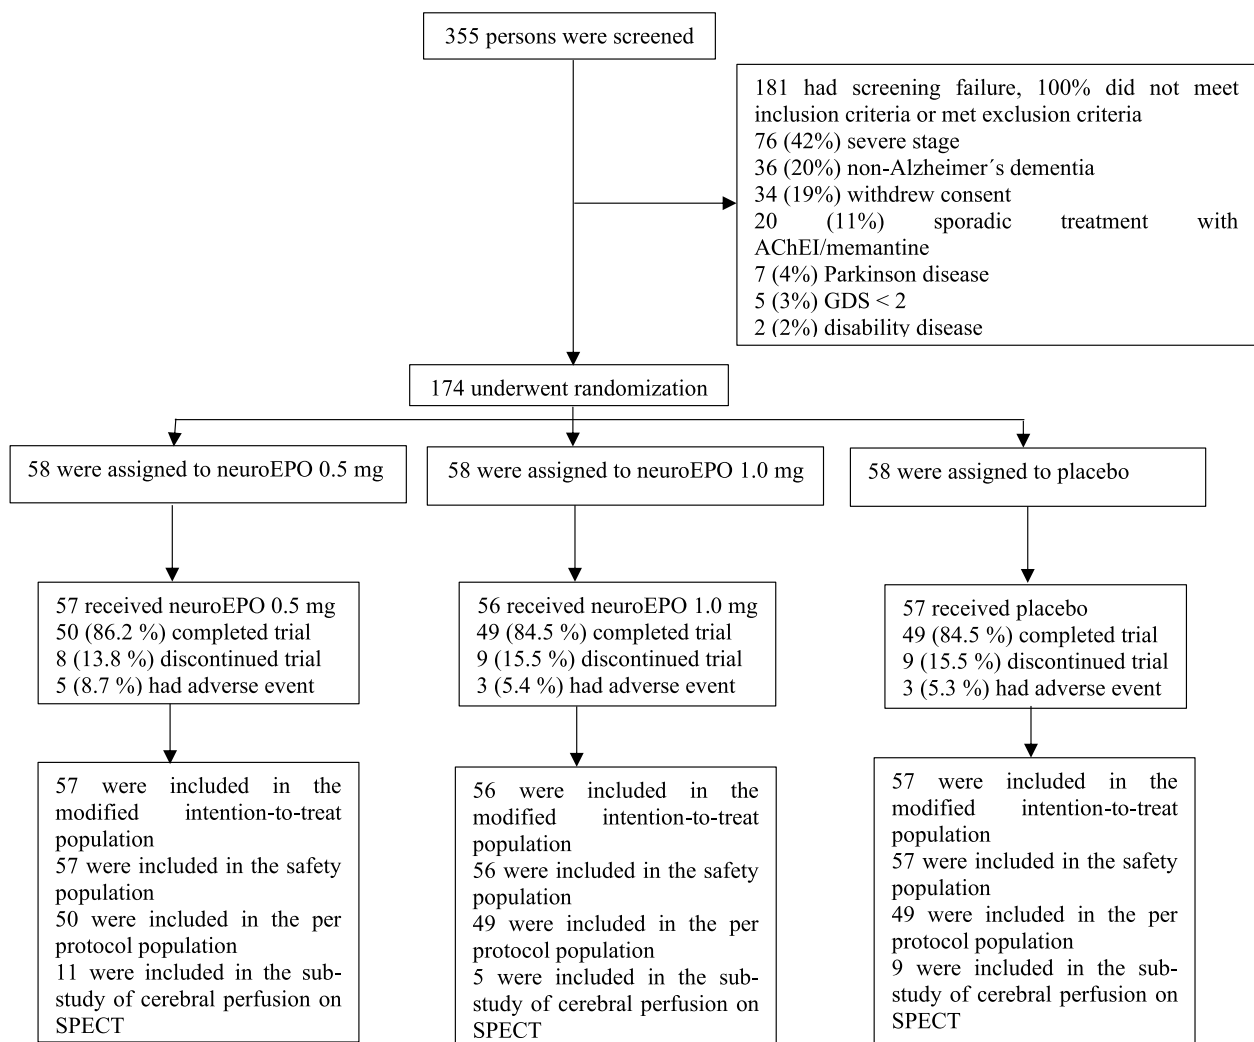 355 persons were screened
181 had screening failure, 100% did not meet
inclusion criteria or met exclusion criteria
76 (42%) severe stage
36 (20%) non-Alzheimer´s dementia
34 (19%) withdrew consent
20 (11%) sporadic treatment with
AChEI/memantine
7 (4%) Parkinson disease
5 (3%) GDS < 2
2 (2%) disability disease
174 underwent randomization
58 were assigned to neuroEPO 0.5 mg
58 were assigned to neuroEPO 1.0 mg
58 were assigned to placebo
57 received neuroEPO 0.5 mg
50 (86.2 %) completed trial
8 (13.8 %) discontinued trial
5 (8.7 %) had adverse event
56 received neuroEPO 1.0 mg
49 (84.5 %) completed trial
9 (15.5 %) discontinued trial
3 (5.4 %) had adverse event
57 received placebo
49 (84.5 %) completed trial
9 (15.5 %) discontinued trial
3 (5.3 %) had adverse event
57 were included in the
modified intention-to-treat
population
57 were included in the safety
population
50 were included in the per
protocol population
11 were included in the sub-
study of cerebral perfusion on
SPECT
56 were included in the
modified intention-to-treat
population
56 were included in the safety
population
49 were included in the per
protocol population
5 were included in the sub-
study of cerebral perfusion on
SPECT
57 were included in the
modified intention-to-treat
population
57 were included in the safety
population
49 were included in the per
protocol population
9 were included in the sub-
study of cerebral perfusion on
SPECT